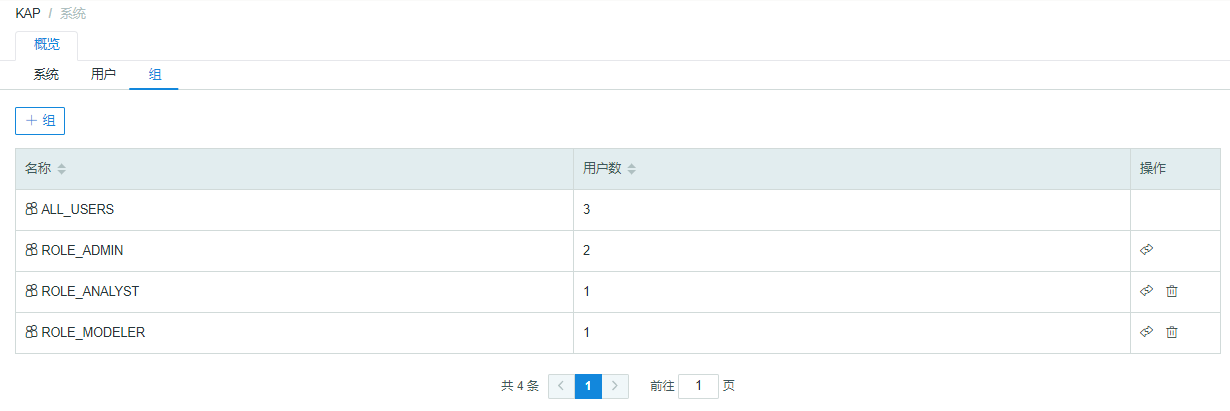 KAP / 系统
概览
系统 用户 组
+ 组
名称 用户数 操作
ALL_USERS 3
ROLE_ADMIN 2
ROLE_ANALYST 1
ROLE_MODELER 1
共 4 条 < 1 > 前往 1 页